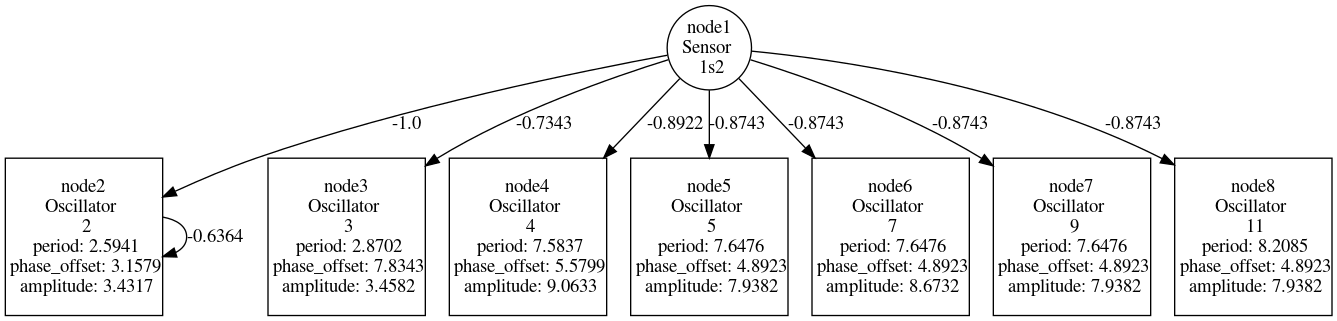 node1
Sensor
1s2
-1.0
-0.7343
-0.8922
-0.8743
-0.8743
-0.8743
-0.8743
node2
Oscillator
2
period: 2.5941
phase_offset: 3.1579
amplitude: 3.4317
-0.6364
node3
Oscillator
3
period: 2.8702
phase_offset: 7.8343
amplitude: 3.4582
node4
Oscillator
4
period: 7.5837
phase_offset: 5.5799
amplitude: 9.0633
node5
Oscillator
5
period: 7.6476
phase_offset: 4.8923
amplitude: 7.9382
node6
Oscillator
7
period: 7.6476
phase_offset: 4.8923
amplitude: 8.6732
node7
Oscillator
9
period: 7.6476
phase_offset: 4.8923
amplitude: 7.9382
node8
Oscillator
11
period: 8.2085
phase_offset: 4.8923
amplitude: 7.9382